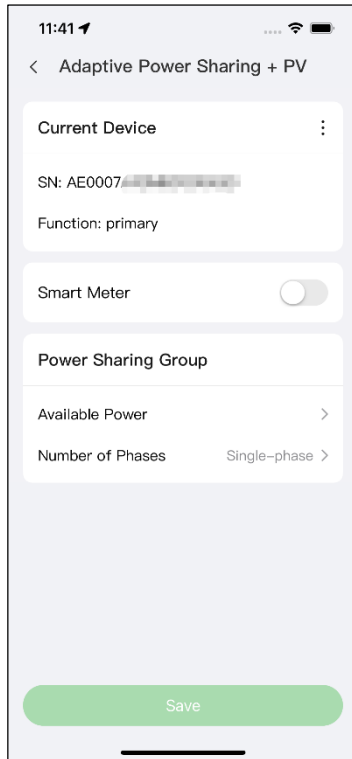 11:41
Adaptive Power Sharing + PV
Current Device
SN: AE0007
Function: primary
Smart Meter
Power Sharing Group
Available Power
Number of Phases Single-phase
Save